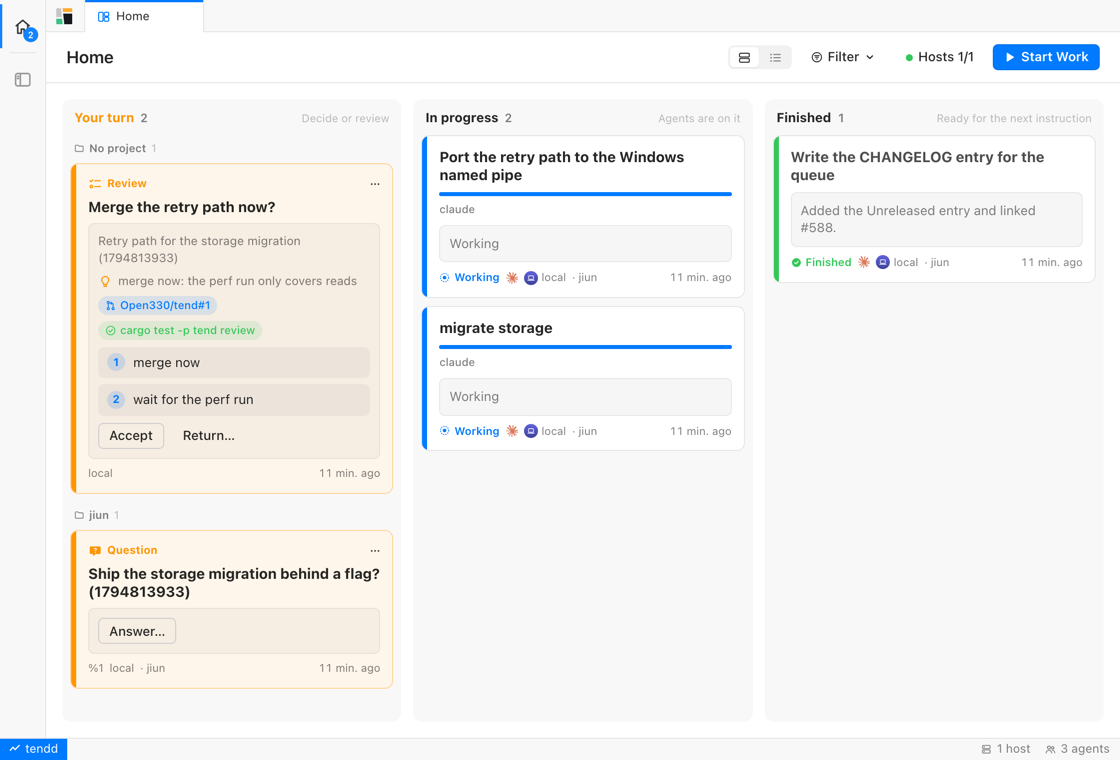 2
Home
Home
Filter
Hosts 1/1
Start Work
Your turn 2
Decide or review
No project 1
Review
...
Merge the retry path now?
Retry path for the storage migration
(1794813933)
merge now: the perf run only covers reads
Open330/tend#1
cargo test -p tend review
1 merge now
2 wait for the perf run
Accept
Return...
local
11 min. ago
jiun 1
Question
...
Ship the storage migration behind a flag?
(1794813933)
Answer...
%1 local · jiun
11 min. ago
In progress 2
Agents are on it
Port the retry path to the Windows
named pipe
claude
Working
Working local · jiun
11 min. ago
migrate storage
claude
Working
Working local · jiun
11 min. ago
Finished 1
Ready for the next instruction
Write the CHANGELOG entry for the
queue
Added the Unreleased entry and linked
#588.
Finished local · jiun
11 min. ago
tendd
1 host
3 agents